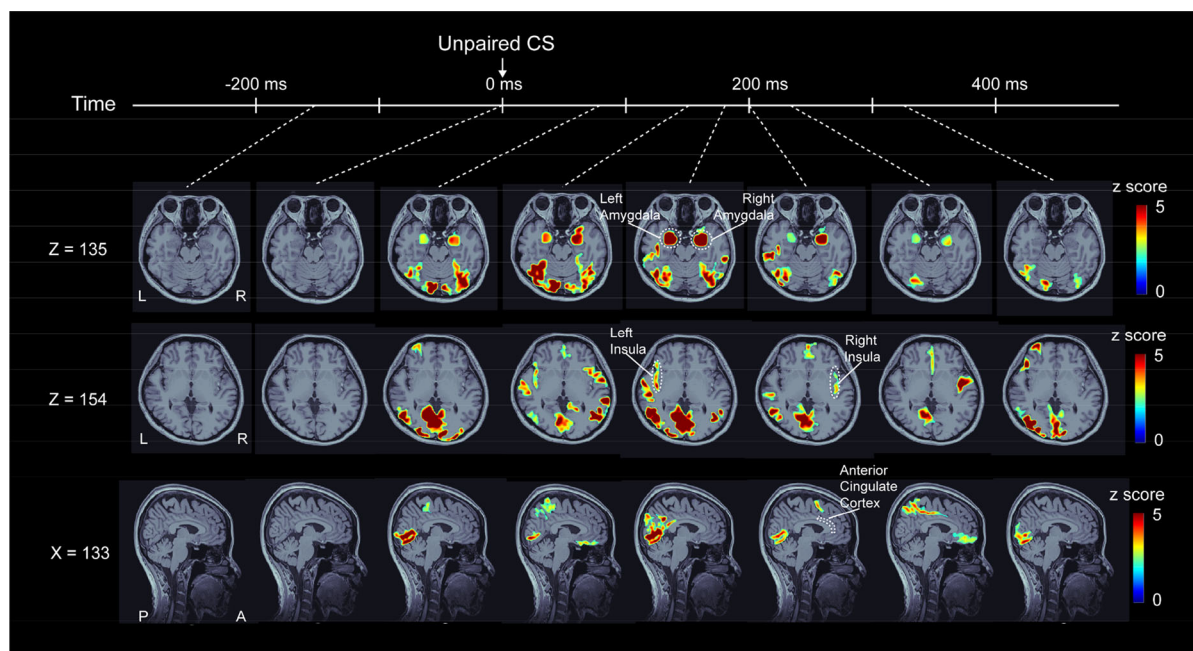 Unpaired CS
-200 ms
0 ms
200 ms
400 ms
Time
z score
Left
Amygdala
Right
Amygdala
5
Z = 135
L
R
0
z score
Left
Insula
Right
Insula
5
Z = 154
L
R
0
Anterior
Cingulate
Cortex
z score
5
X = 133
P
A
0